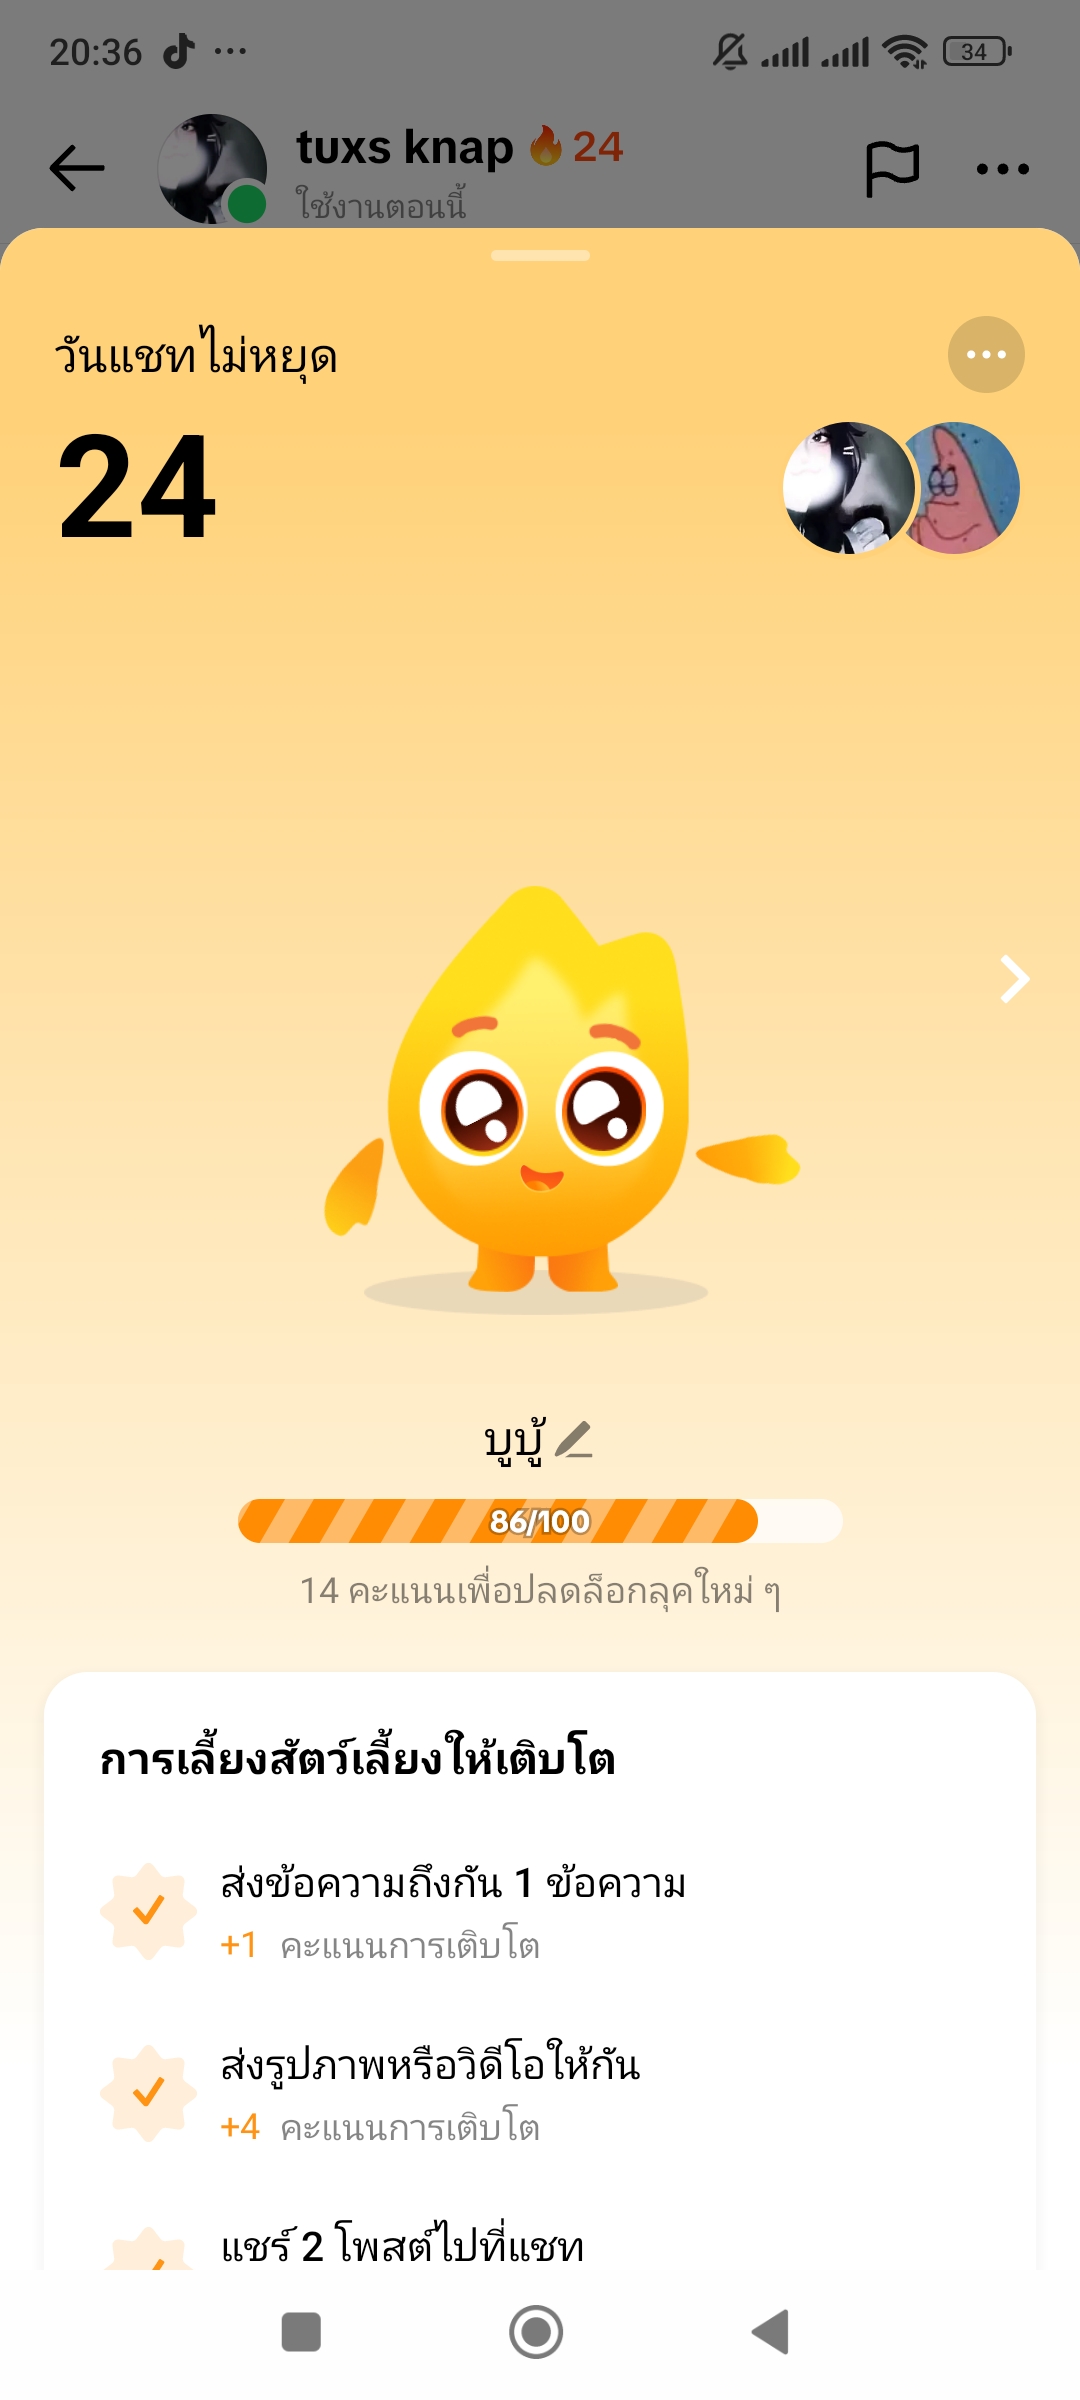 20:36
34
tuxs knap 🔥 24
ใช้งานตอนนี้
วันแชทไม่หยุด
24
บูบู้
86/100
14 คะแนนเพื่อปลดล็อกลุคใหม่ ๆ
การเลี้ยงสัตว์เลี้ยงให้เติบโต
ส่งข้อความถึงกัน 1 ข้อความ
+1 คะแนนการเติบโต
ส่งรูปภาพหรือวิดีโอให้กัน
+4 คะแนนการเติบโต
แชร์ 2 โพสต์ไปที่แชท